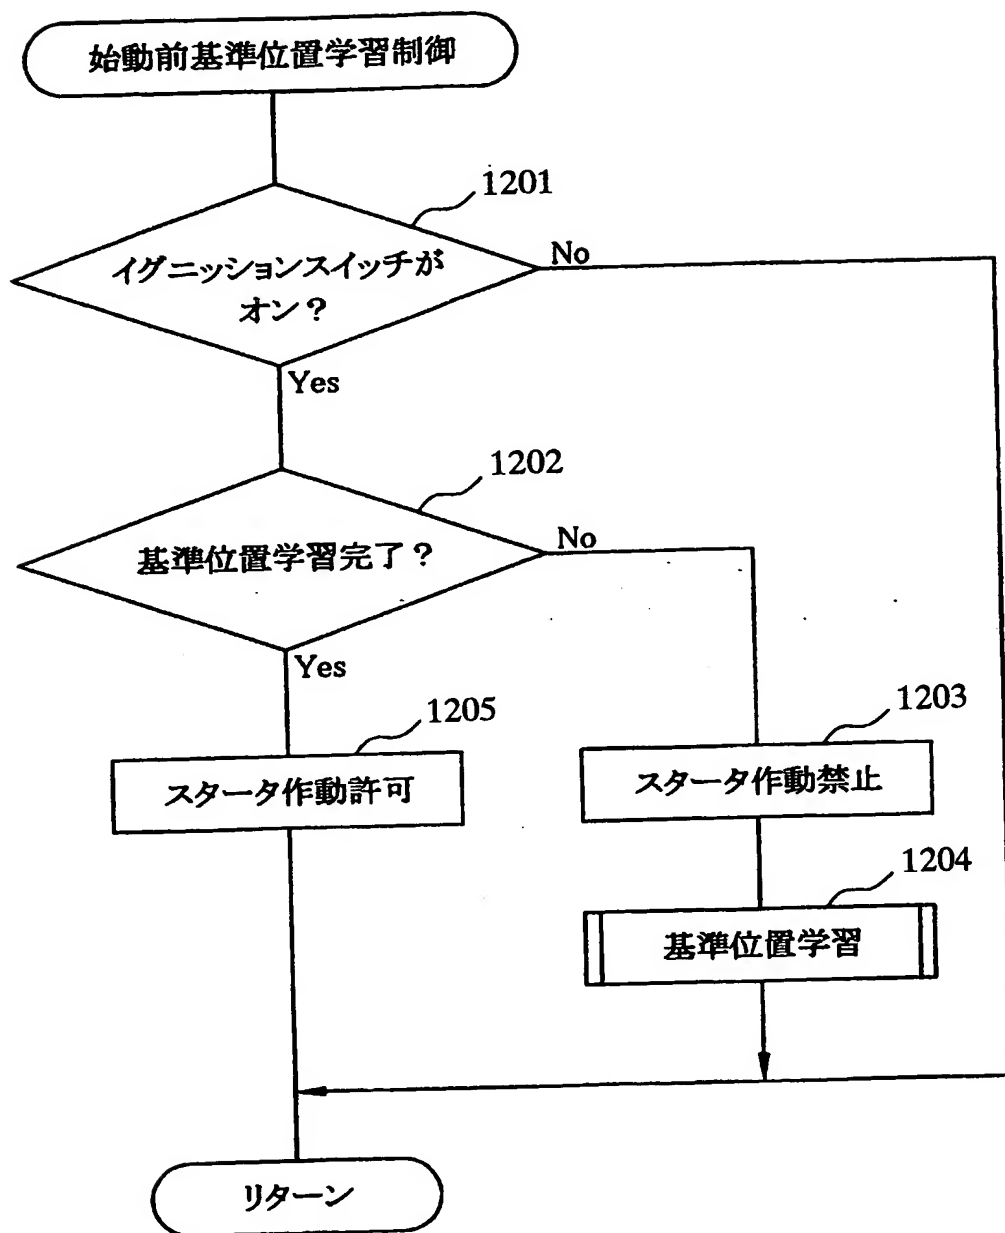 始動前基準位置学習制御
1201
イグニッションスイッチが
オン？
No
Yes
1202
基準位置学習完了？
No
Yes
1205
スタータ作動許可
1203
スタータ作動禁止
1204
基準位置学習
リターン